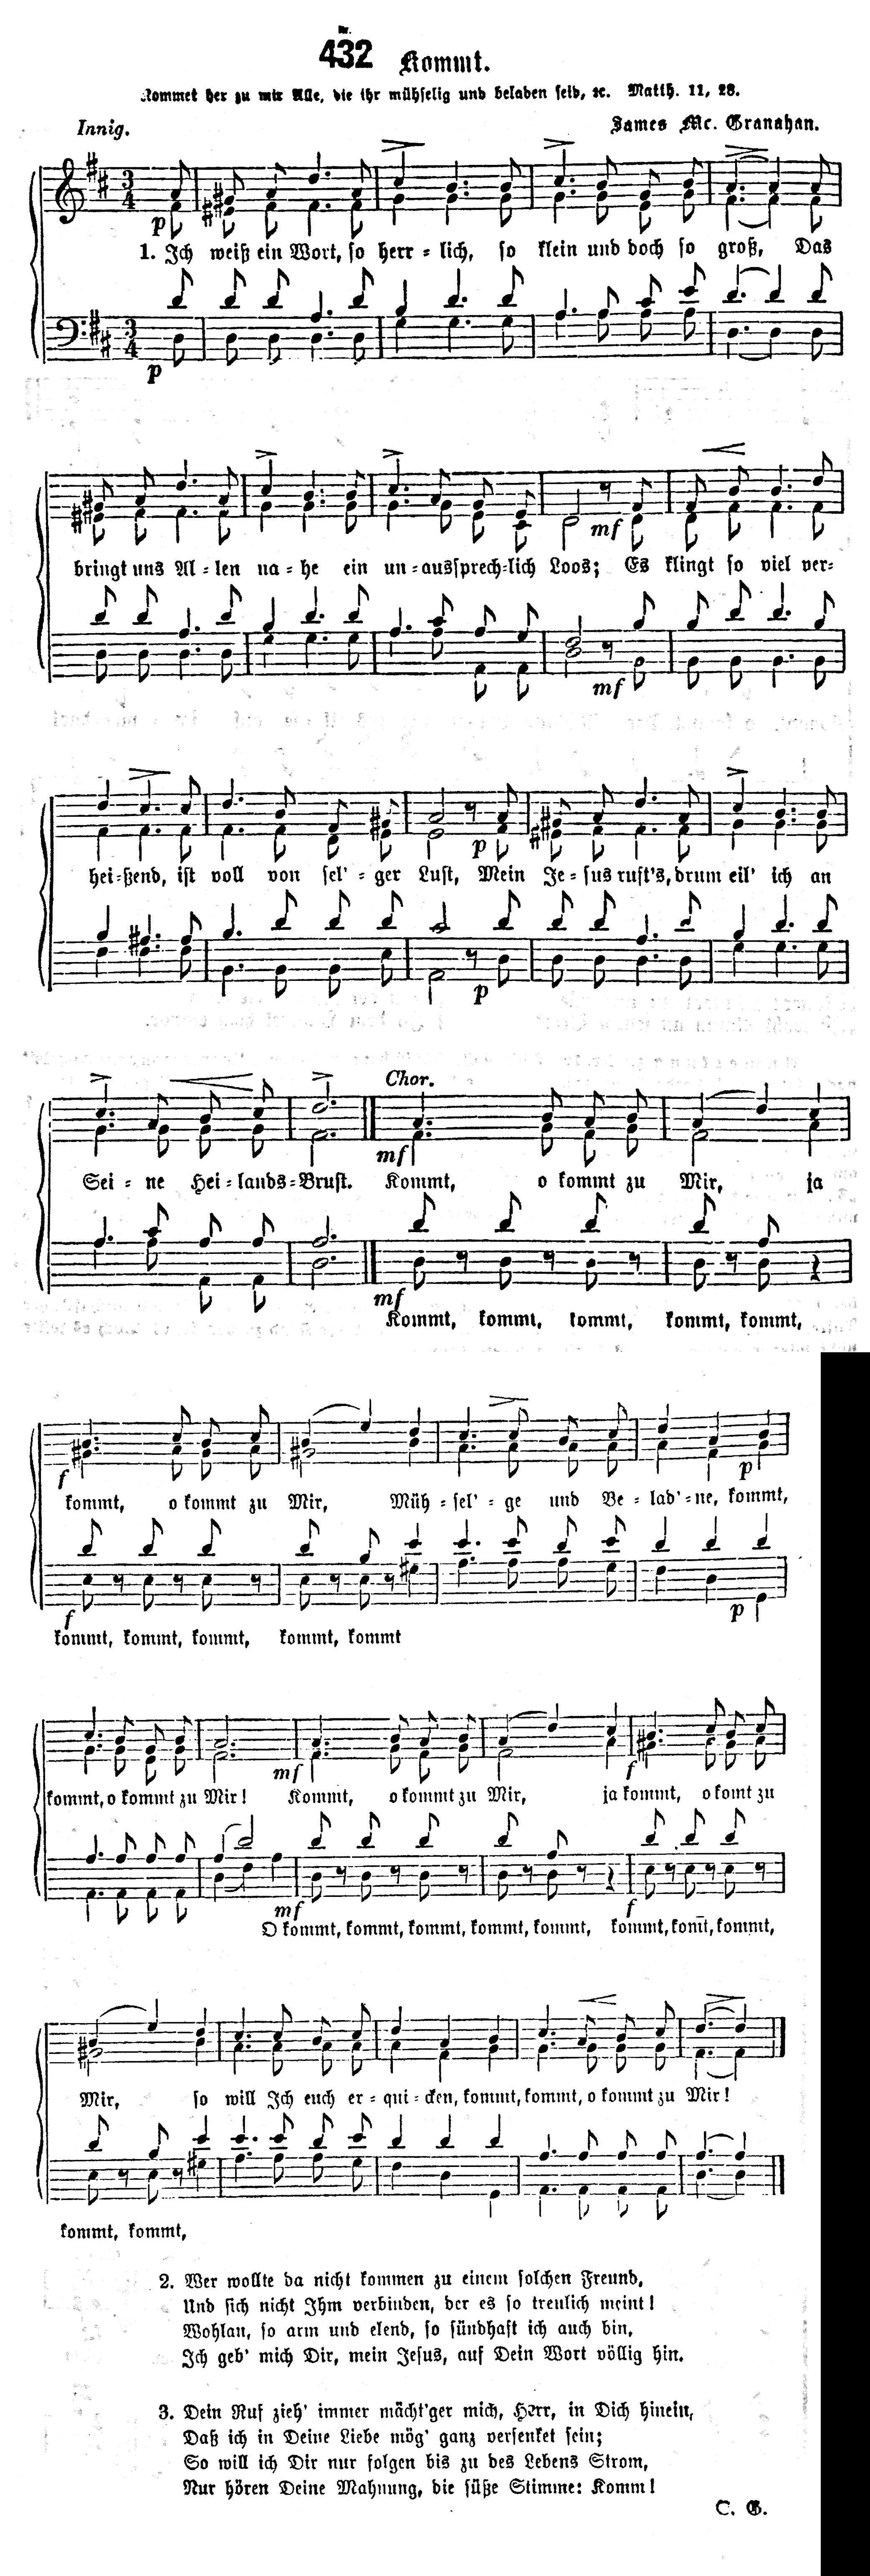 Nr.
432 Kommt.
Kommet her zu mir Alle, die ihr mühselig und beladen seid, ꝛc. Matth. 11, 28.
Innig.
James Mc. Granahan.
p
1. Ich weiß ein Wort, so herr - lich, so klein und doch so groß, Das
p
bringt uns Al - len na - he ein un - aussprech - lich Loos; Es klingt so viel ver-
mf
mf
hei - ßend, ist voll von sel' - ger Lust, Mein Je - sus ruft's, drum eil' ich an
p
p
Chor.
mf
Sei - ne Hei - lands - Brust. Kommt, o kommt zu Mir, ja
mf
Kommt, kommt, kommt, kommt, kommt,
f
p
kommt, o kommt zu Mir, Müh - sel' - ge und Be - lad' - ne, kommt,
f
p
kommt, kommt, kommt, kommt, kommt
mf
f
kommt, o kommt zu Mir! Kommt, o kommt zu Mir, ja kommt, o komt zu
mf
f
O kommt, kommt, kommt, kommt, kommt, kommt, kom̄t, kommt,
Mir, so will Ich euch er - qui - cken, kommt, kommt, o kommt zu Mir!
kommt, kommt,
2. Wer wollte da nicht kommen zu einem solchen Freund,
Und sich nicht Ihm verbinden, der es so treulich meint!
Wohlan, so arm und elend, so sündhaft ich auch bin,
Ich geb' mich Dir, mein Jesus, auf Dein Wort völlig hin.
3. Dein Ruf zieh' immer mächt'ger mich, Herr, in Dich hinein,
Daß ich in Deine Liebe mög' ganz versenket sein;
So will ich Dir nur folgen bis zu des Lebens Strom,
Nur hören Deine Mahnung, die süße Stimme: Komm!
C. G.